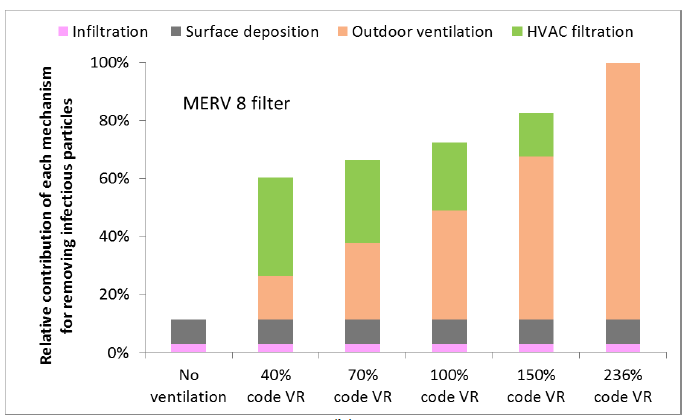 Infiltration Surface deposition Outdoor ventilation HVAC filtration
Relative contribution of each mechanism
for removing infectious particles
100%
80%
60%
40%
20%
0%
MERV 8 filter
No ventilation
40% code VR
70% code VR
100% code VR
150% code VR
236% code VR